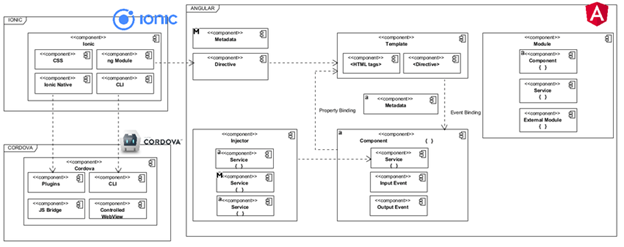 IONIC
ionic
<<component>>
Ionic
<<component>>
CSS
<<component>>
ng Module
<<component>>
Ionic Native
<<component>>
CLI
CORDOVA
CORDOVA
<<component>>
Cordova
<<component>>
Plugins
<<component>>
CLI
<<component>>
JS Bridge
<<component>>
Controlled
WebView
ANGULAR
A
M
<<component>>
Metadata
<<component>>
Directive
<<component>>
Template
<<component>>
<HTML tags>
<<component>>
<Directive>
Property Binding
Event Binding
a
<<component>>
Metadata
<<component>>
Injector
a
<<component>>
Service
( )
M
<<component>>
Service
( )
a
<<component>>
Service
( )
a
<<component>>
Component ( )
<<component>>
Service
( )
<<component>>
Input Event
<<component>>
Output Event
<<component>>
Module
a
<<component>>
Component
( )
<<component>>
Service
( )
<<component>>
External Module
( )